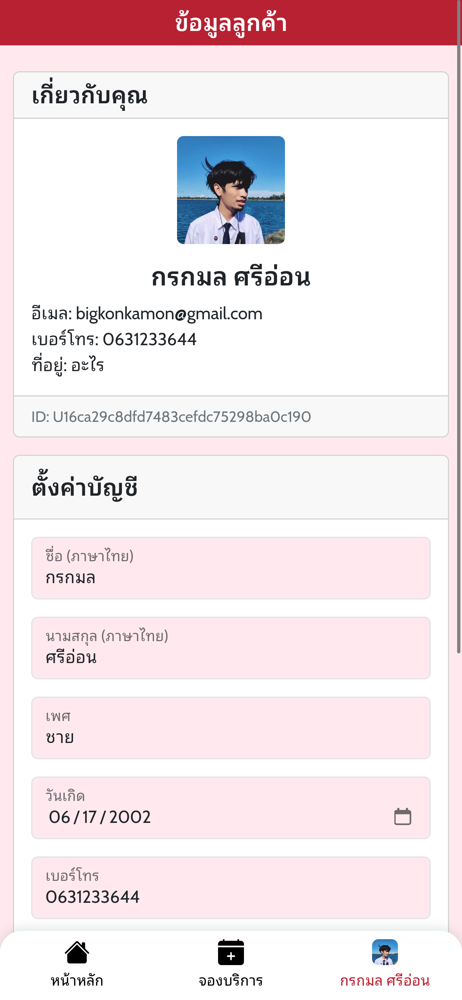 ข้อมูลลูกค้า
เกี่ยวกับคุณ
กรกมล ศรีอ่อน
อีเมล: bigkonkamon@gmail.com
เบอร์โทร: 0631233644
ที่อยู่: อะไร
ID: U16ca29c8dfd7483cefdc75298ba0c190
ตั้งค่าบัญชี
ชื่อ (ภาษาไทย)
กรกมล
นามสกุล (ภาษาไทย)
ศรีอ่อน
เพศ
ชาย
วันเกิด
06 / 17 / 2002
เบอร์โทร
0631233644
หน้าหลัก
จองบริการ
กรกมล ศรีอ่อน